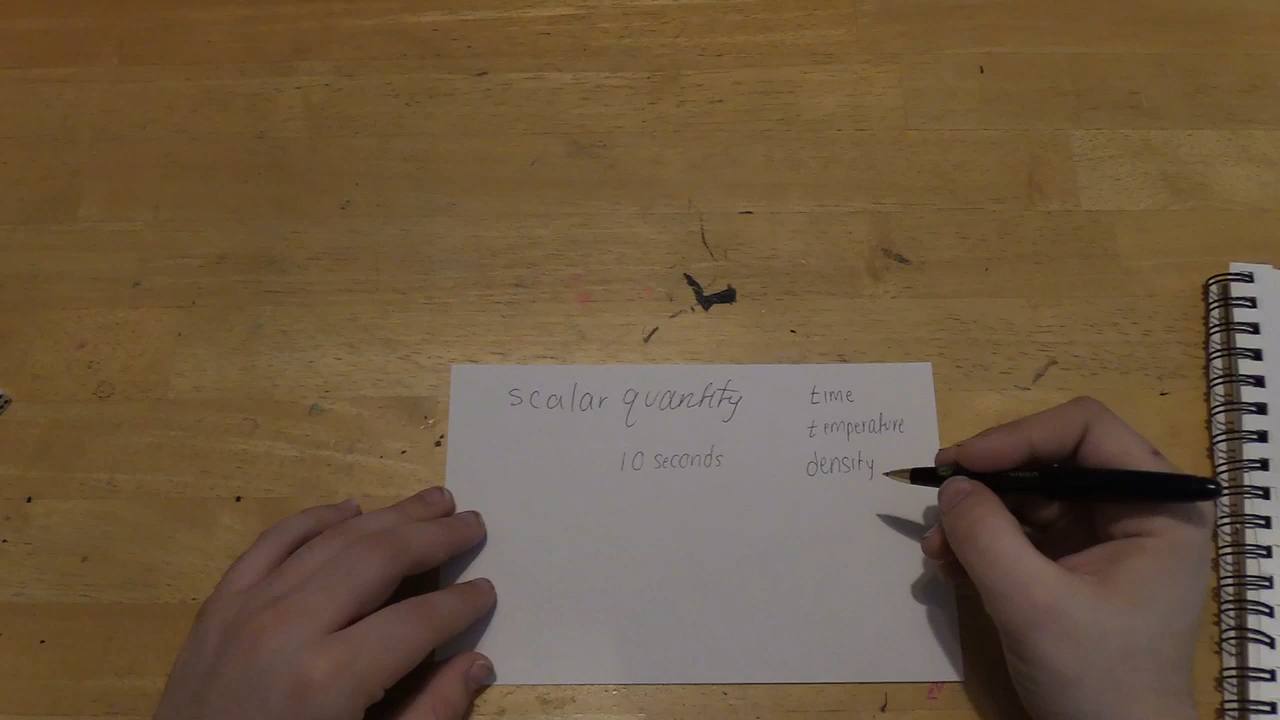 scalar quantity
10 seconds
time
temperature
density